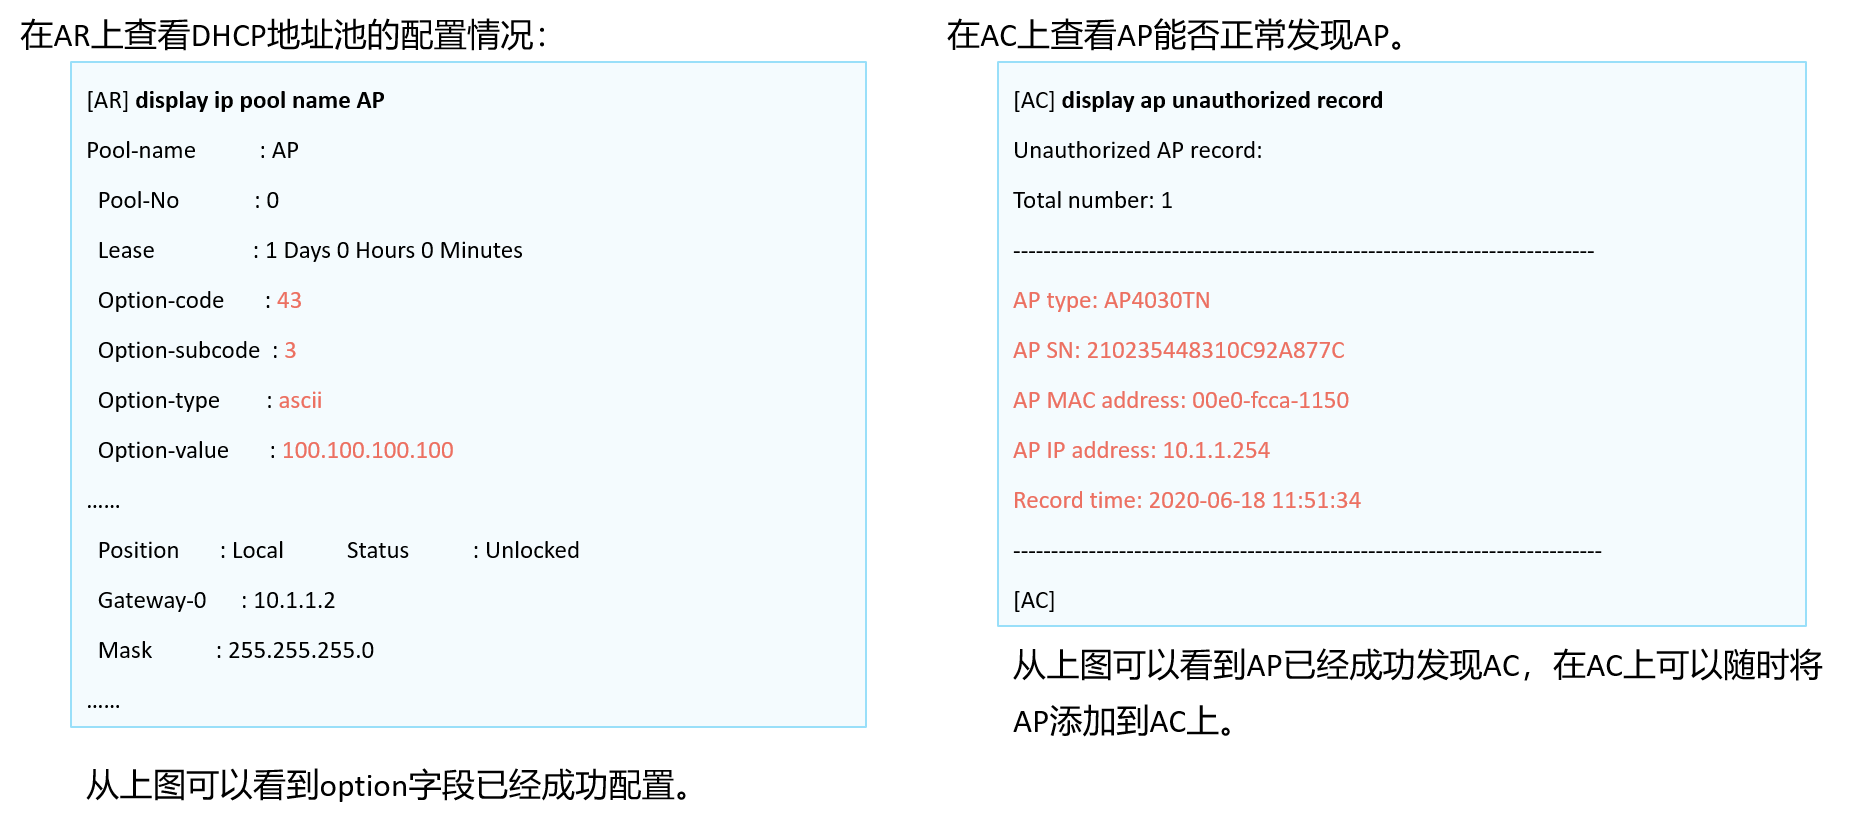 在AR上查看DHCP地址池的配置情况：
[AR] display ip pool name AP
Pool-name : AP
Pool-No : 0
Lease : 1 Days 0 Hours 0 Minutes
Option-code : 43
Option-subcode : 3
Option-type : ascii
Option-value : 100.100.100.100
……
Position : Local Status : Unlocked
Gateway-0 : 10.1.1.2
Mask : 255.255.255.0
……
从上图可以看到option字段已经成功配置。
在AC上查看AP能否正常发现AP。
[AC] display ap unauthorized record
Unauthorized AP record:
Total number: 1
------------------------------------------------------------------------------
AP type: AP4030TN
AP SN: 210235448310C92A877C
AP MAC address: 00e0-fcca-1150
AP IP address: 10.1.1.254
Record time: 2020-06-18 11:51:34
-------------------------------------------------------------------------------
[AC]
从上图可以看到AP已经成功发现AC，在AC上可以随时将
AP添加到AC上。